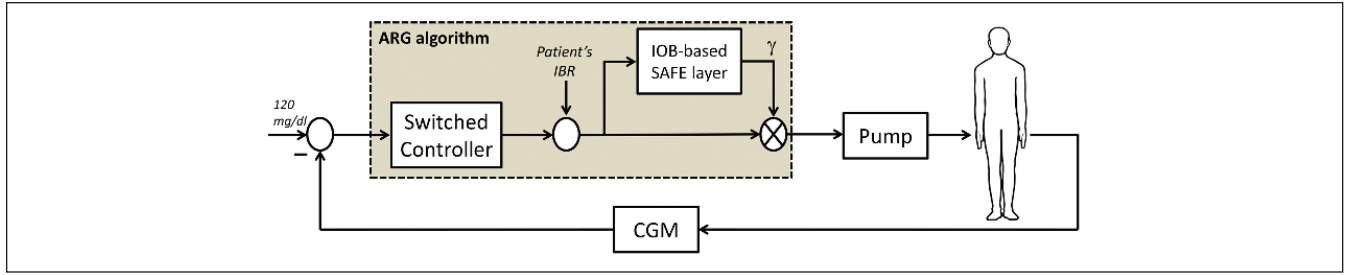 ARG algorithm
Patient's
IBR
IOB-based
SAFE layer
γ
120
mg/dl
–
Switched
Controller
Pump
CGM